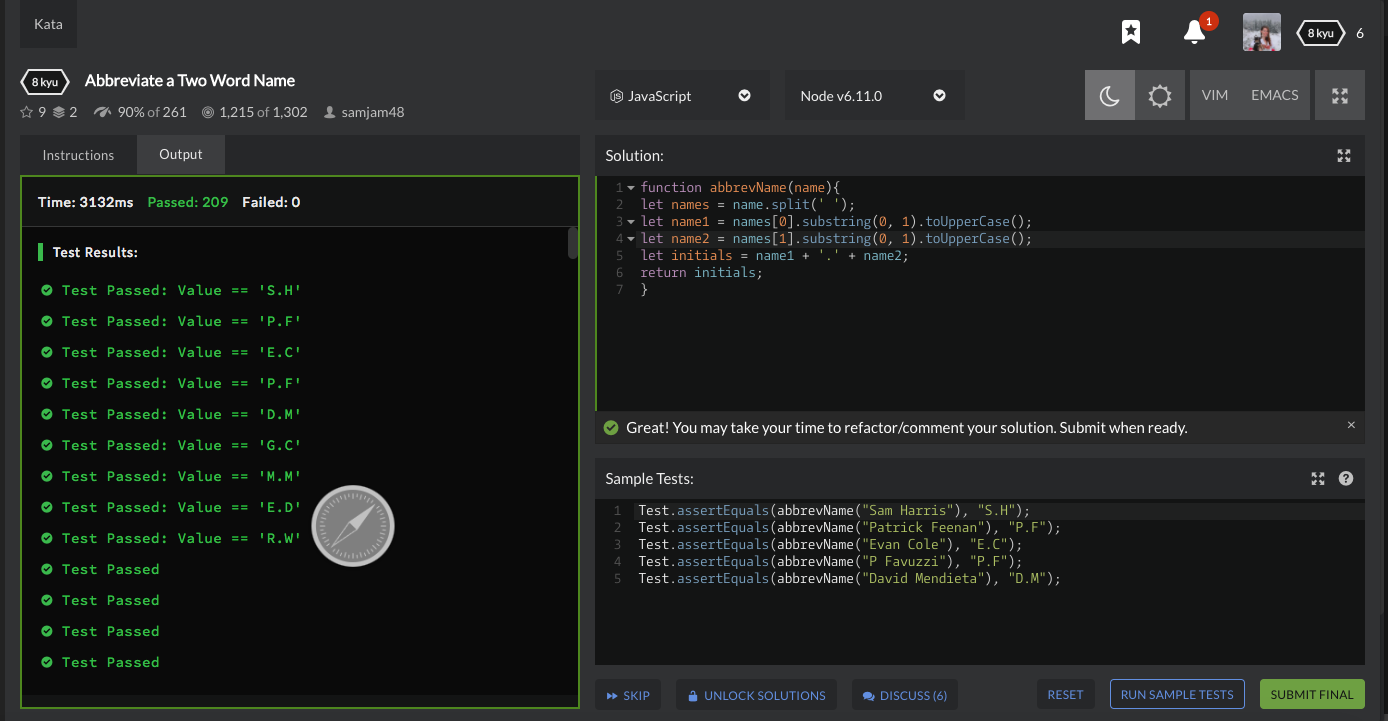 Kata
1
8 kyu
6
8 kyu Abbreviate a Two Word Name
9 2 90% of 261 1,215 of 1,302 samjam48
JavaScript
Node v6.11.0
VIM EMACS
Instructions Output
Time: 3132ms Passed: 209 Failed: 0
Test Results:
Test Passed: Value == 'S.H'
Test Passed: Value == 'P.F'
Test Passed: Value == 'E.C'
Test Passed: Value == 'P.F'
Test Passed: Value == 'D.M'
Test Passed: Value == 'G.C'
Test Passed: Value == 'M.M'
Test Passed: Value == 'E.D'
Test Passed: Value == 'R.W'
Test Passed
Test Passed
Test Passed
Test Passed
Solution:
1 function abbrevName(name){
2 let names = name.split(' ');
3 let name1 = names[0].substring(0, 1).toUpperCase();
4 let name2 = names[1].substring(0, 1).toUpperCase();
5 let initials = name1 + '.' + name2;
6 return initials;
7 }
Great! You may take your time to refactor/comment your solution. Submit when ready. ×
Sample Tests:
?
1 Test.assertEquals(abbrevName("Sam Harris"), "S.H");
2 Test.assertEquals(abbrevName("Patrick Feenan"), "P.F");
3 Test.assertEquals(abbrevName("Evan Cole"), "E.C");
4 Test.assertEquals(abbrevName("P Favuzzi"), "P.F");
5 Test.assertEquals(abbrevName("David Mendieta"), "D.M");
SKIP UNLOCK SOLUTIONS DISCUSS (6) RESET RUN SAMPLE TESTS SUBMIT FINAL